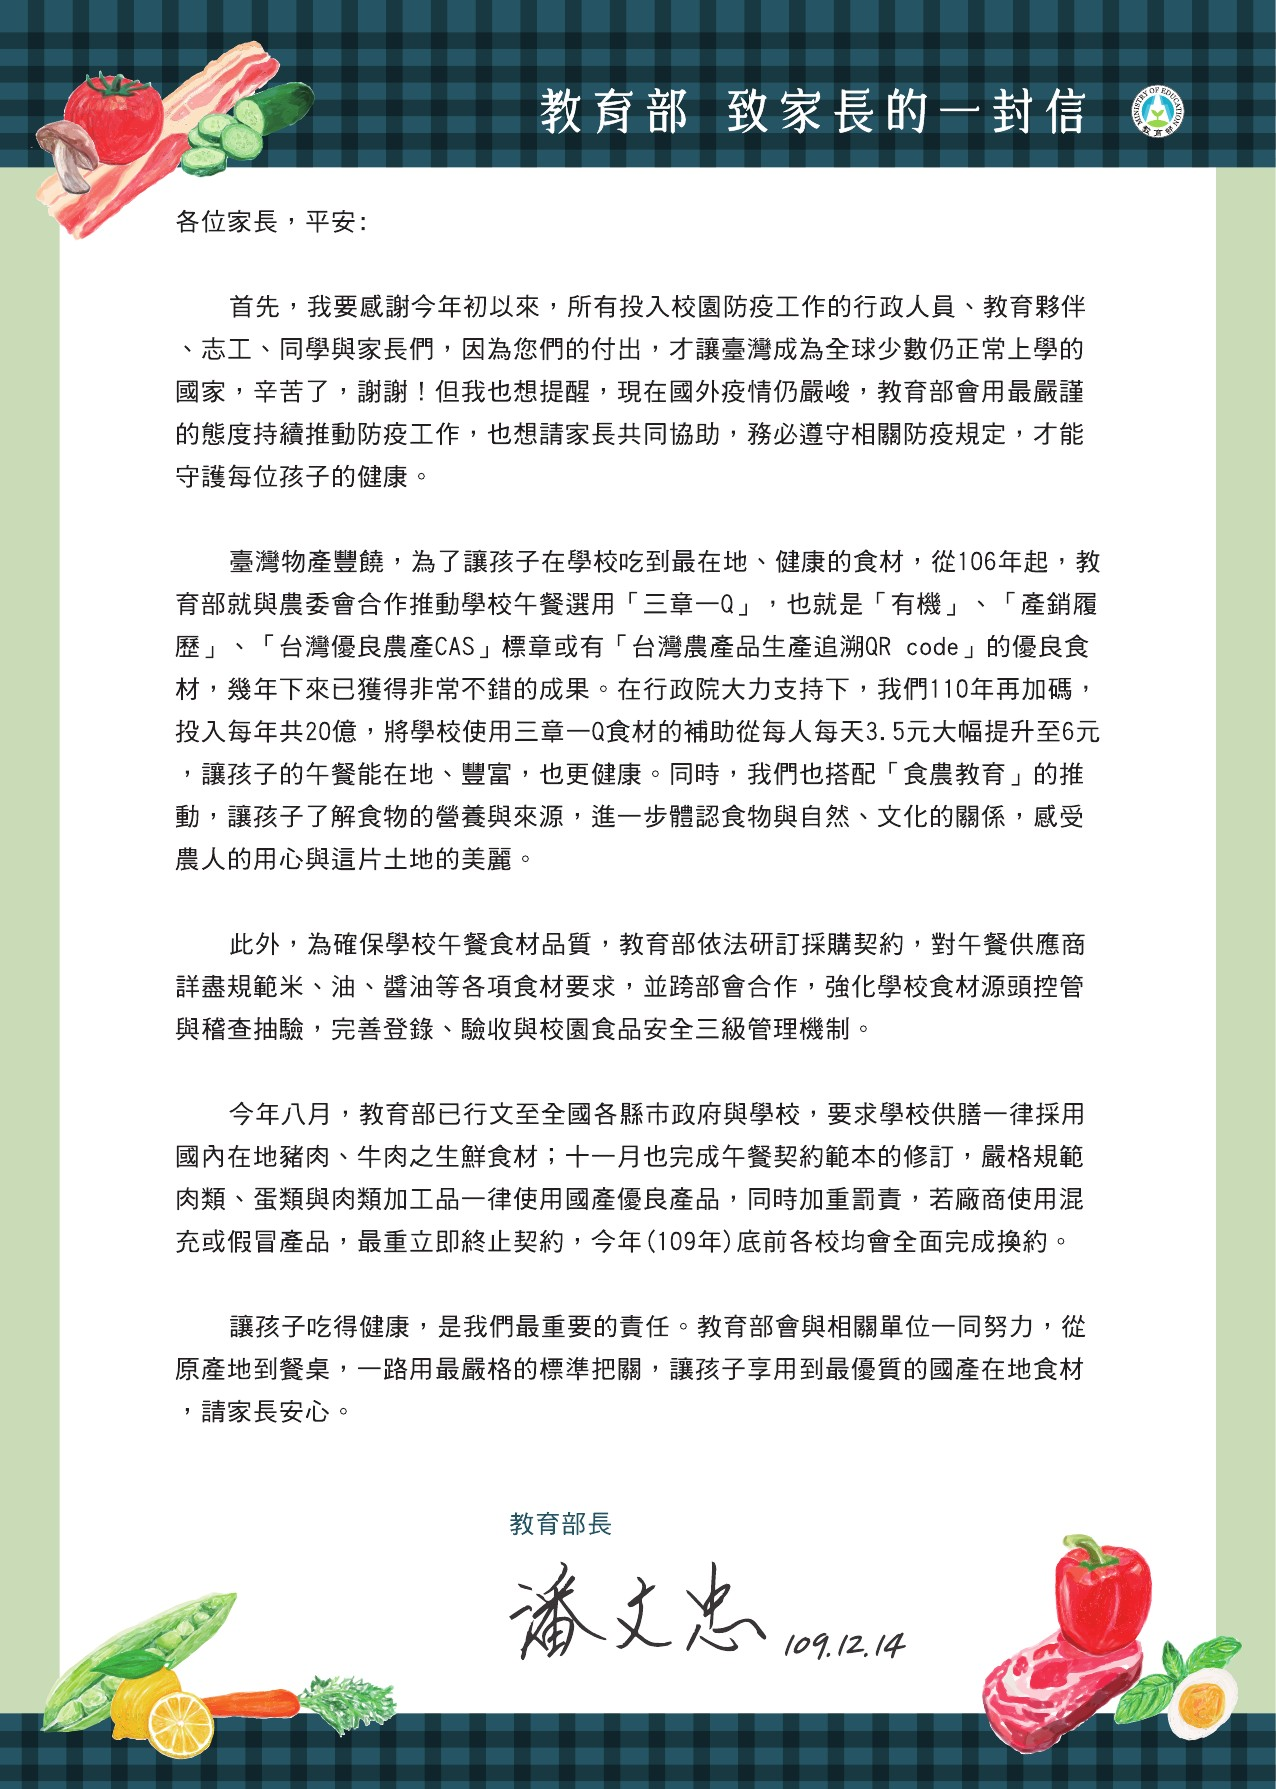 教育部 致家長的一封信
MINISTRY OF EDUCATION
教育部
各位家長，平安:
首先，我要感謝今年初以來，所有投入校園防疫工作的行政人員、教育夥伴
、志工、同學與家長們，因為您們的付出，才讓臺灣成為全球少數仍正常上學的
國家，辛苦了，謝謝！但我也想提醒，現在國外疫情仍嚴峻，教育部會用最嚴謹
的態度持續推動防疫工作，也想請家長共同協助，務必遵守相關防疫規定，才能
守護每位孩子的健康。
臺灣物產豐饒，為了讓孩子在學校吃到最在地、健康的食材，從106年起，教
育部就與農委會合作推動學校午餐選用「三章一Q」，也就是「有機」、「產銷履
歷」、「台灣優良農產CAS」標章或有「台灣農產品生產追溯QR code」的優良食
材，幾年下來已獲得非常不錯的成果。在行政院大力支持下，我們110年再加碼，
投入每年共20億，將學校使用三章一Q食材的補助從每人每天3.5元大幅提升至6元
，讓孩子的午餐能在地、豐富，也更健康。同時，我們也搭配「食農教育」的推
動，讓孩子了解食物的營養與來源，進一步體認食物與自然、文化的關係，感受
農人的用心與這片土地的美麗。
此外，為確保學校午餐食材品質，教育部依法研訂採購契約，對午餐供應商
詳盡規範米、油、醬油等各項食材要求，並跨部會合作，強化學校食材源頭控管
與稽查抽驗，完善登錄、驗收與校園食品安全三級管理機制。
今年八月，教育部已行文至全國各縣市政府與學校，要求學校供膳一律採用
國內在地豬肉、牛肉之生鮮食材；十一月也完成午餐契約範本的修訂，嚴格規範
肉類、蛋類與肉類加工品一律使用國產優良產品，同時加重罰責，若廠商使用混
充或假冒產品，最重立即終止契約，今年(109年)底前各校均會全面完成換約。
讓孩子吃得健康，是我們最重要的責任。教育部會與相關單位一同努力，從
原產地到餐桌，一路用最嚴格的標準把關，讓孩子享用到最優質的國產在地食材
，請家長安心。
教育部長
潘文忠 109.12.14